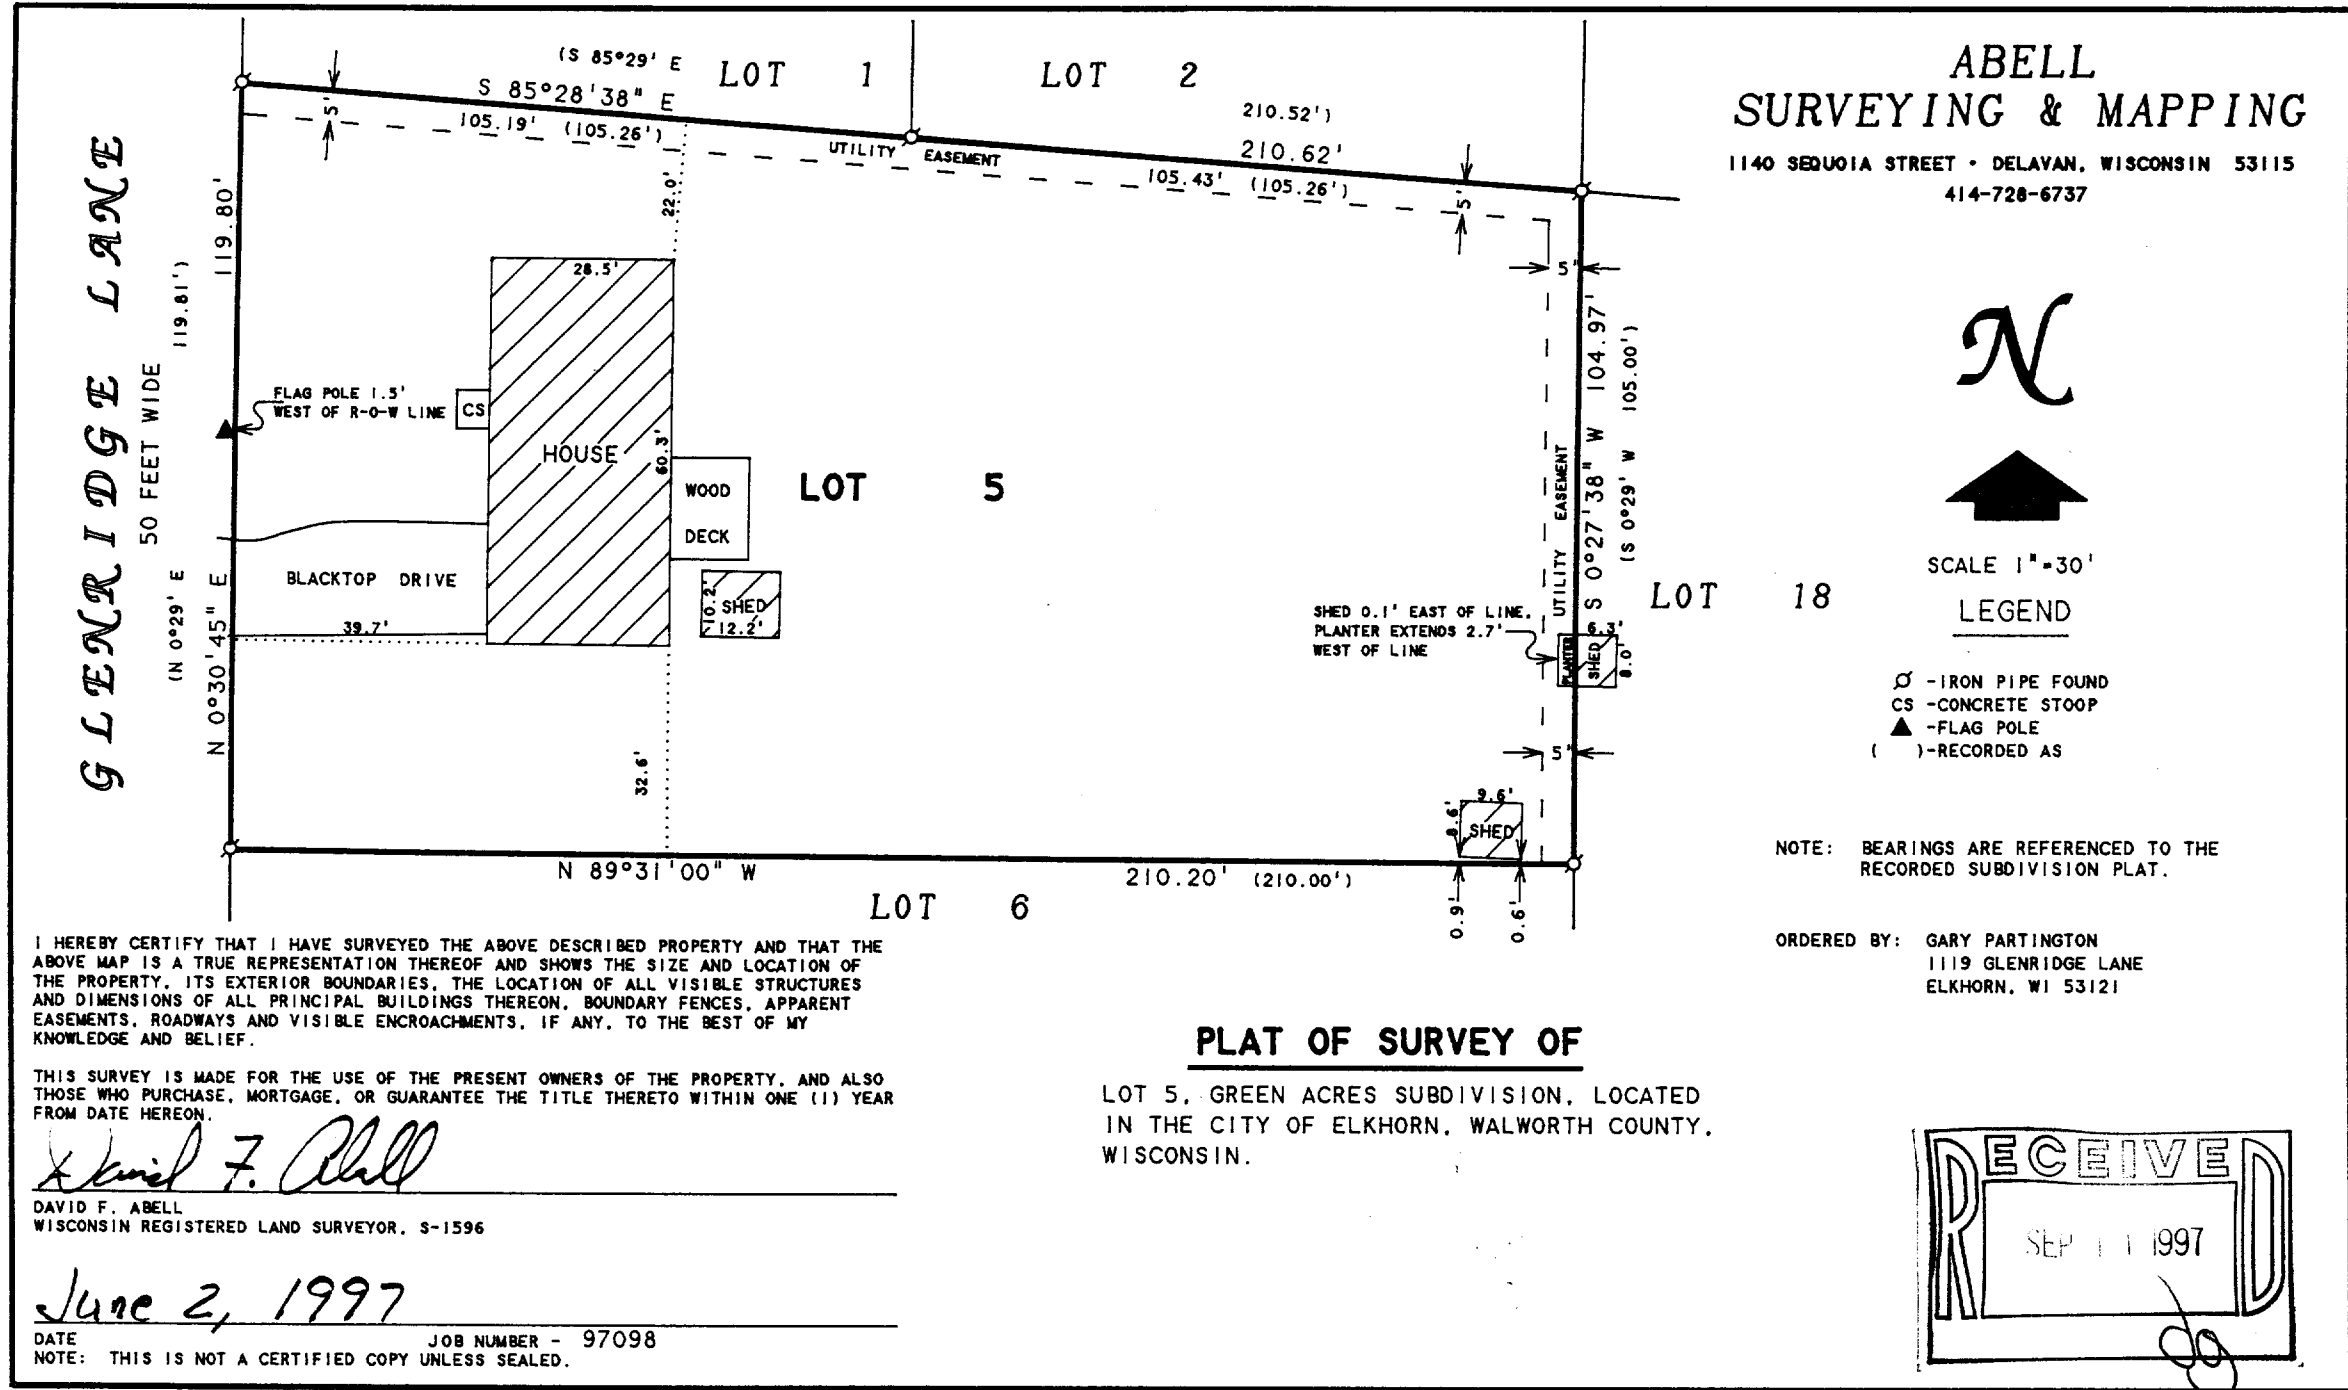 (S 85°29' E
LOT 1
LOT 2
210.52')
S 85°28'38" E
210.62'
105.19' (105.26')
UTILITY EASEMENT
105.43' (105.26')
5'
5'
5'
22.0'
119.80'
119.81')
GLENRIDGE LANE
50 FEET WIDE
(N 0°29' E
N 0°30'45" E
28.5'
FLAG POLE 1.5'
WEST OF R-O-W LINE
CS
HOUSE
60.3'
WOOD
DECK
LOT 5
BLACKTOP DRIVE
39.7'
10.2'
SHED
12.2'
32.6'
UTILITY EASEMENT
S 0°27'38" W 104.97'
(S 0°29' W 105.00')
LOT 18
SHED 0.1' EAST OF LINE,
PLANTER EXTENDS 2.7'
WEST OF LINE
6.3'
PLANTER
SHED
8.0'
5'
9.6'
8.6'
SHED
0.9'
0.6'
N 89°31'00" W
210.20' (210.00')
LOT 6
ABELL
SURVEYING & MAPPING
1140 SEQUOIA STREET • DELAVAN, WISCONSIN 53115
414-728-6737
N
SCALE 1"=30'
LEGEND
-IRON PIPE FOUND
CS -CONCRETE STOOP
▲ -FLAG POLE
( )-RECORDED AS
NOTE: BEARINGS ARE REFERENCED TO THE
RECORDED SUBDIVISION PLAT.
ORDERED BY: GARY PARTINGTON
1119 GLENRIDGE LANE
ELKHORN, WI 53121
I HEREBY CERTIFY THAT I HAVE SURVEYED THE ABOVE DESCRIBED PROPERTY AND THAT THE
ABOVE MAP IS A TRUE REPRESENTATION THEREOF AND SHOWS THE SIZE AND LOCATION OF
THE PROPERTY, ITS EXTERIOR BOUNDARIES, THE LOCATION OF ALL VISIBLE STRUCTURES
AND DIMENSIONS OF ALL PRINCIPAL BUILDINGS THEREON, BOUNDARY FENCES, APPARENT
EASEMENTS, ROADWAYS AND VISIBLE ENCROACHMENTS, IF ANY, TO THE BEST OF MY
KNOWLEDGE AND BELIEF.
THIS SURVEY IS MADE FOR THE USE OF THE PRESENT OWNERS OF THE PROPERTY, AND ALSO
THOSE WHO PURCHASE, MORTGAGE, OR GUARANTEE THE TITLE THERETO WITHIN ONE (1) YEAR
FROM DATE HEREON.
David F. Abell
DAVID F. ABELL
WISCONSIN REGISTERED LAND SURVEYOR, S-1596
June 2, 1997
DATE
JOB NUMBER - 97098
NOTE: THIS IS NOT A CERTIFIED COPY UNLESS SEALED.
PLAT OF SURVEY OF
LOT 5, GREEN ACRES SUBDIVISION, LOCATED
IN THE CITY OF ELKHORN, WALWORTH COUNTY,
WISCONSIN.
RECEIVED
SEP 11 1997